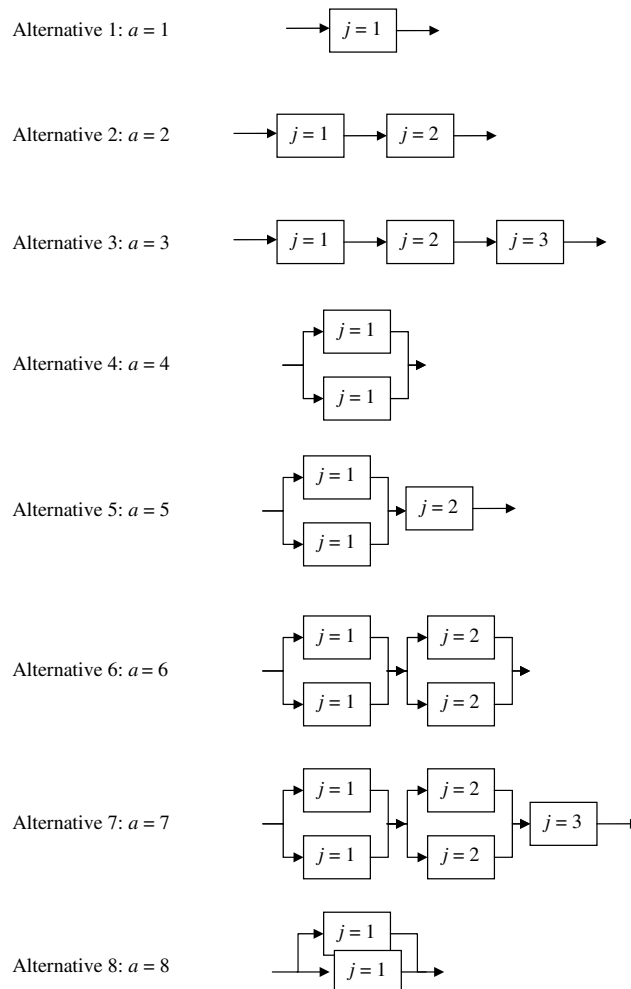 Alternative 1: a = 1
j = 1
Alternative 2: a = 2
j = 1 j = 2
Alternative 3: a = 3
j = 1 j = 2 j = 3
Alternative 4: a = 4
j = 1
j = 1
Alternative 5: a = 5
j = 1
j = 1
j = 2
Alternative 6: a = 6
j = 1 j = 2
j = 1 j = 2
Alternative 7: a = 7
j = 1 j = 2
j = 1 j = 2
j = 3
Alternative 8: a = 8
j = 1
j = 1